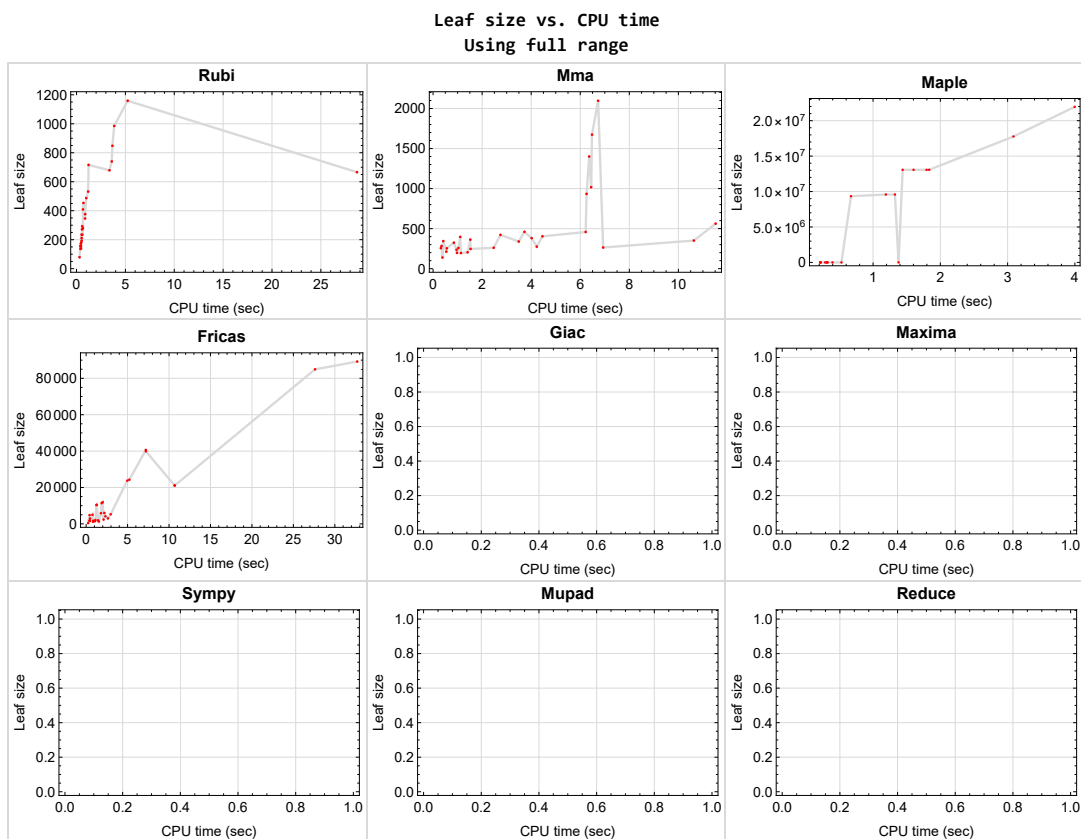 Leaf size vs. CPU time
Using full range
Rubi
Leaf size
1200
1000
800
600
400
200
0
0 5 10 15 20 25
CPU time (sec)
Mma
Leaf size
2000
1500
1000
500
0
0 2 4 6 8 10
CPU time (sec)
Maple
Leaf size
2.0×10^7
1.5×10^7
1.0×10^7
5.0×10^6
0
1 2 3 4
CPU time (sec)
Fricas
Leaf size
80 000
60 000
40 000
20 000
0
0 5 10 15 20 25 30
CPU time (sec)
Giac
Leaf size
1.0
0.8
0.6
0.4
0.2
0.0
0.0 0.2 0.4 0.6 0.8 1.0
CPU time (sec)
Maxima
Leaf size
1.0
0.8
0.6
0.4
0.2
0.0
0.0 0.2 0.4 0.6 0.8 1.0
CPU time (sec)
Sympy
Leaf size
1.0
0.8
0.6
0.4
0.2
0.0
0.0 0.2 0.4 0.6 0.8 1.0
CPU time (sec)
Mupad
Leaf size
1.0
0.8
0.6
0.4
0.2
0.0
0.0 0.2 0.4 0.6 0.8 1.0
CPU time (sec)
Reduce
Leaf size
1.0
0.8
0.6
0.4
0.2
0.0
0.0 0.2 0.4 0.6 0.8 1.0
CPU time (sec)